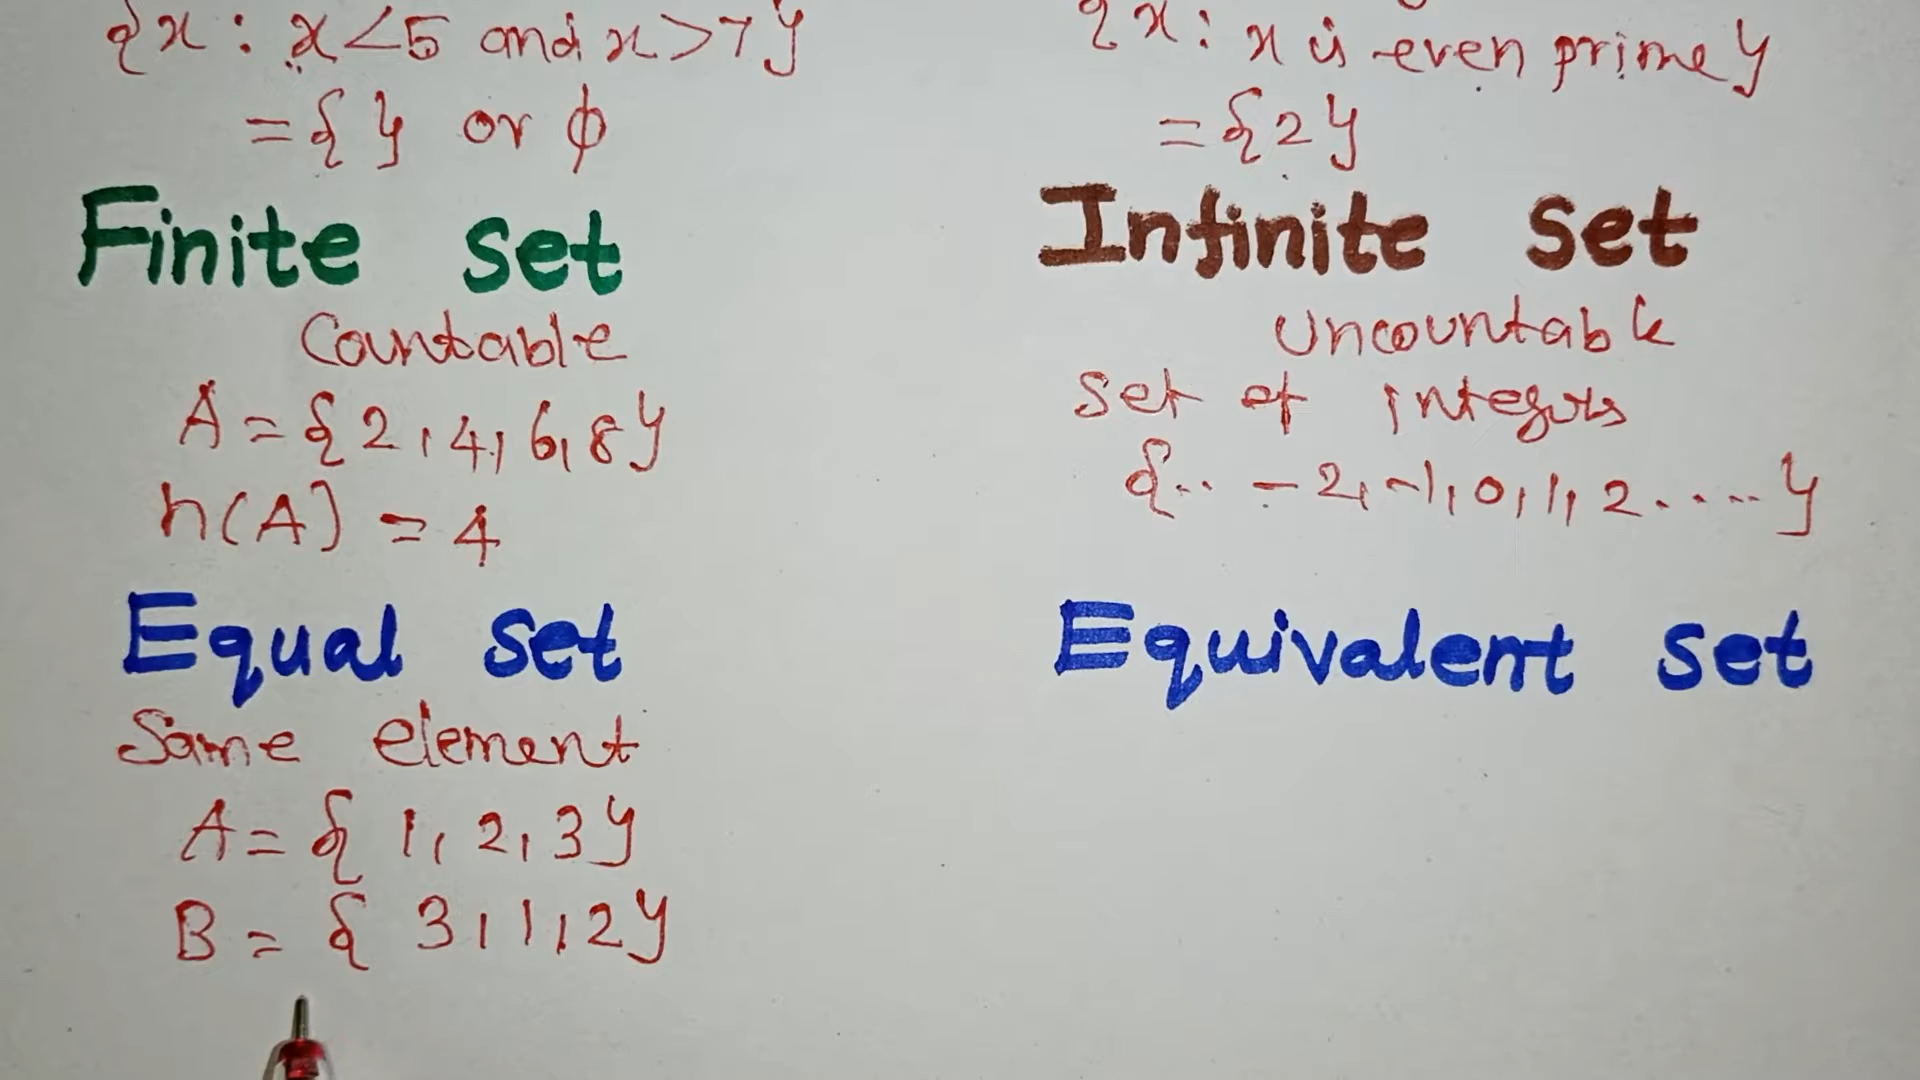 {x : x<5 and x>7}
= { } or ϕ
Finite set
Countable
A = {2, 4, 6, 8}
n(A) = 4
Equal set
Same element
A = { 1, 2, 3}
B = { 3, 1, 2}
{x : x is even prime}
= {2}
Infinite set
Uncountable
Set of integers
{.. -2, -1, 0, 1, 2.....}
Equivalent set